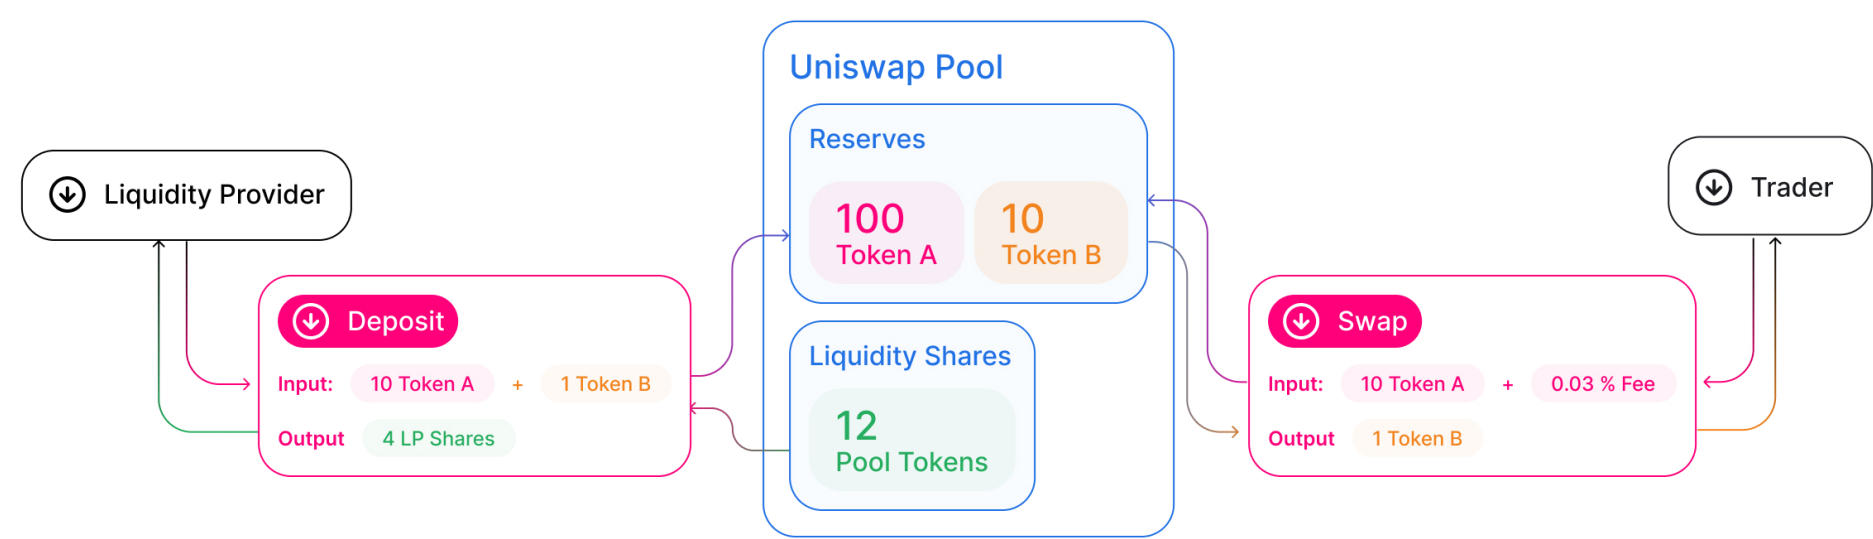 Liquidity Provider
Deposit
Input: 10 Token A + 1 Token B
Output 4 LP Shares
Uniswap Pool
Reserves
100 Token A
10 Token B
Liquidity Shares
12
Pool Tokens
Trader
Swap
Input: 10 Token A + 0.03 % Fee
Output 1 Token B